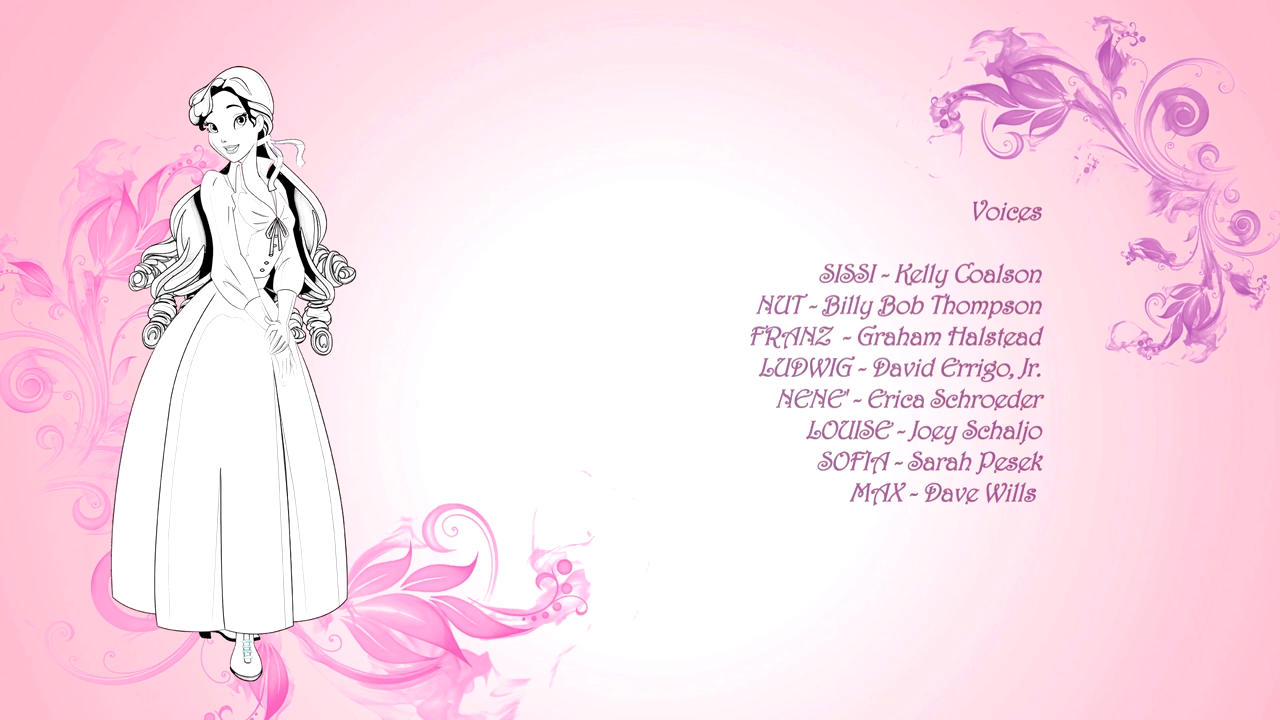 Voices
SISSI - Kelly Coalson
NUT - Billy Bob Thompson
FRANZ - Graham Halstead
LUDWIG - David Errigo, Jr.
NENE' - Erica Schroeder
LOUISE - Joey Schaljo
SOFIA - Sarah Pesek
MAX - Dave Wills